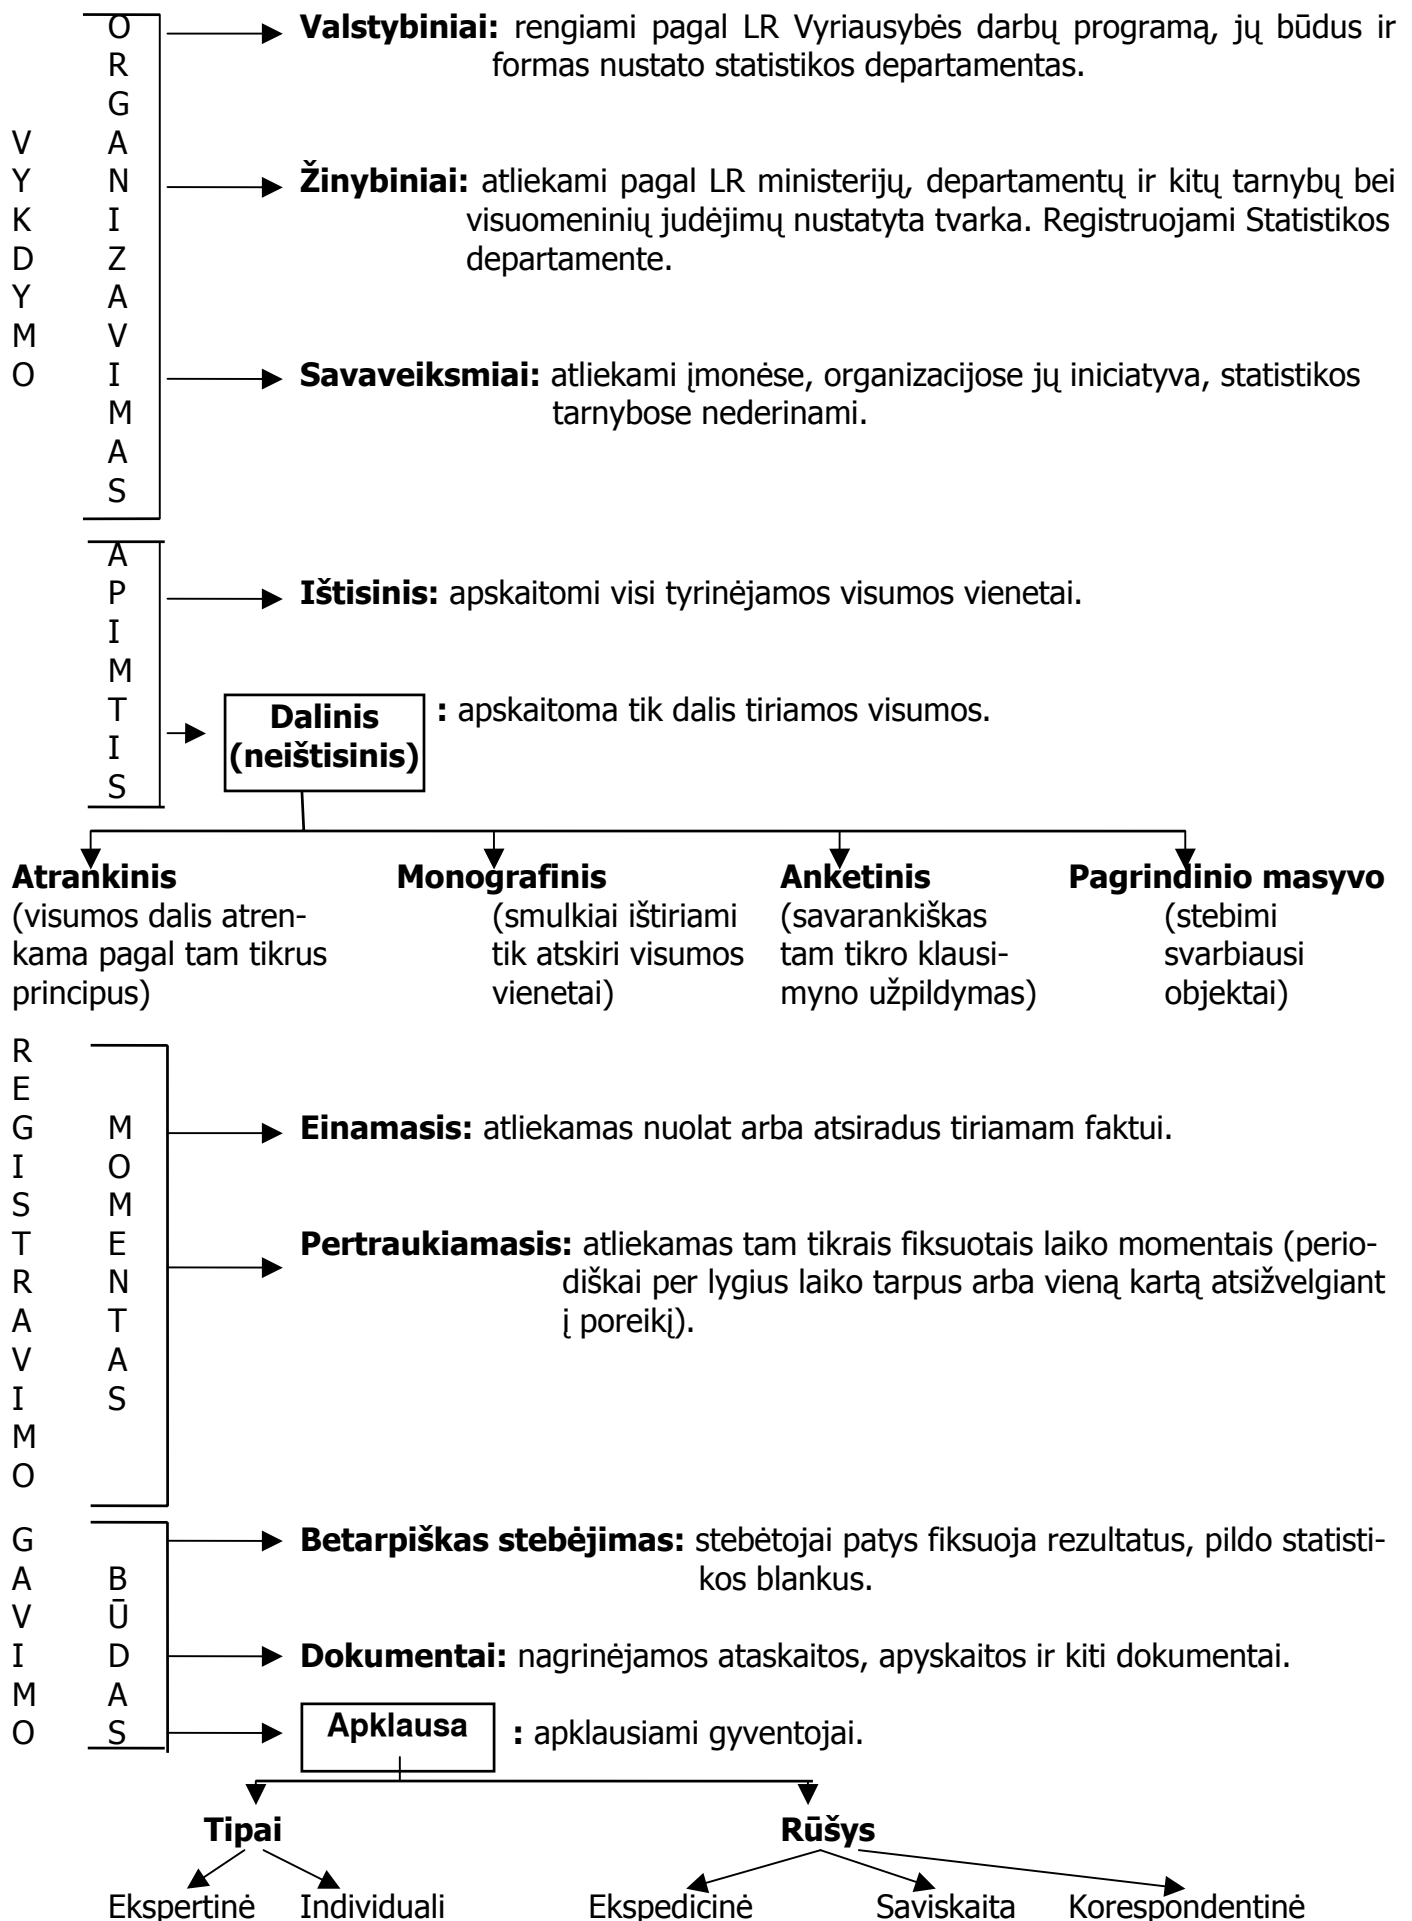 VYKDYMO
ORGANIZAVIMAS
Valstybiniai: rengiami pagal LR Vyriausybės darbų programą, jų būdus ir
formas nustato statistikos departamentas.
Žinybiniai: atliekami pagal LR ministerijų, departamentų ir kitų tarnybų bei
visuomeninių judėjimų nustatyta tvarka. Registruojami Statistikos
departamente.
Savaveiksmiai: atliekami įmonėse, organizacijose jų iniciatyva, statistikos
tarnybose nederinami.
APIMTIS
Ištisinis: apskaitomi visi tyrinėjamos visumos vienetai.
Dalinis
(neištisinis)
: apskaitoma tik dalis tiriamos visumos.
Atrankinis
(visumos dalis atren-
kama pagal tam tikrus
principus)
Monografinis
(smulkiai ištiriami
tik atskiri visumos
vienetai)
Anketinis
(savarankiškas
tam tikro klausi-
myno užpildymas)
Pagrindinio masyvo
(stebimi
svarbiausi
objektai)
REGISTRAVIMO
MOMENTAS
Einamasis: atliekamas nuolat arba atsiradus tiriamam faktui.
Pertraukiamasis: atliekamas tam tikrais fiksuotais laiko momentais (perio-
diškai per lygius laiko tarpus arba vieną kartą atsižvelgiant
į poreikį).
GAVIMO
BŪDAS
Betarpiškas stebėjimas: stebėtojai patys fiksuoja rezultatus, pildo statisti-
kos blankus.
Dokumentai: nagrinėjamos ataskaitos, apyskaitos ir kiti dokumentai.
Apklausa
: apklausiami gyventojai.
Tipai
Rūšys
Ekspertinė
Individuali
Ekspedicinė
Saviskaita
Korespondentinė